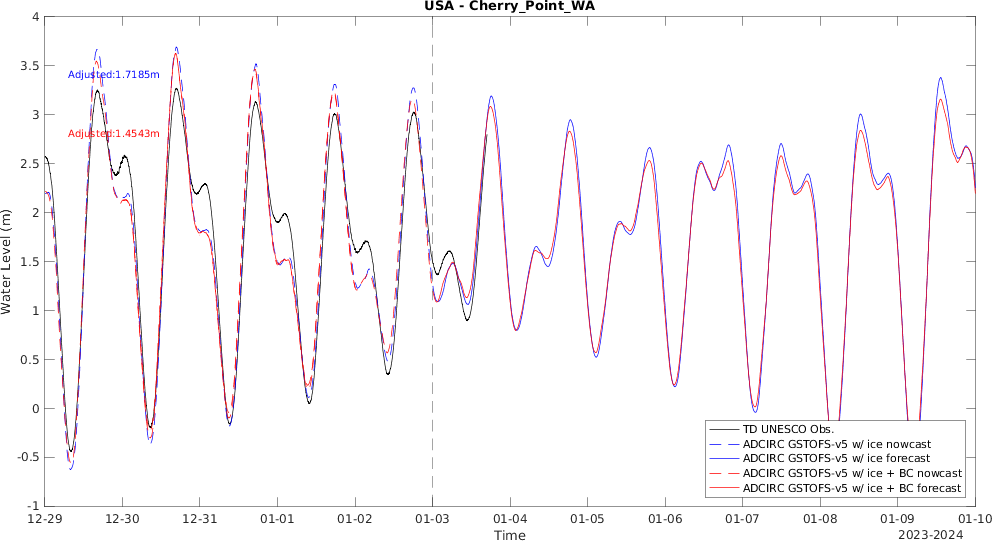 USA - Cherry_Point_WA
4
3.5
3
2.5
2
1.5
1
0.5
0
-0.5
-1
Water Level (m)
Adjusted:1.7185m
Adjusted:1.4543m
TD UNESCO Obs.
ADCIRC GSTOFS-v5 w/ ice nowcast
ADCIRC GSTOFS-v5 w/ ice forecast
ADCIRC GSTOFS-v5 w/ ice + BC nowcast
ADCIRC GSTOFS-v5 w/ ice + BC forecast
12-29 12-30 12-31 01-01 01-02 01-03 01-04 01-05 01-06 01-07 01-08 01-09 01-10
Time
2023-2024